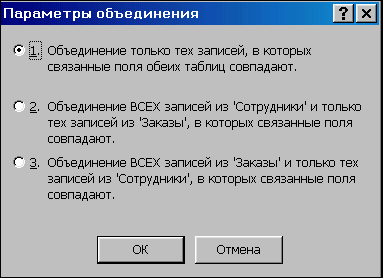 Параметры объединения
1. Объединение только тех записей, в которых
связанные поля обеих таблиц совпадают.
2. Объединение ВСЕХ записей из 'Сотрудники' и только
тех записей из 'Заказы', в которых связанные поля
совпадают.
3. Объединение ВСЕХ записей из 'Заказы' и только тех
записей из 'Сотрудники', в которых связанные поля
совпадают.
ОК
Отмена